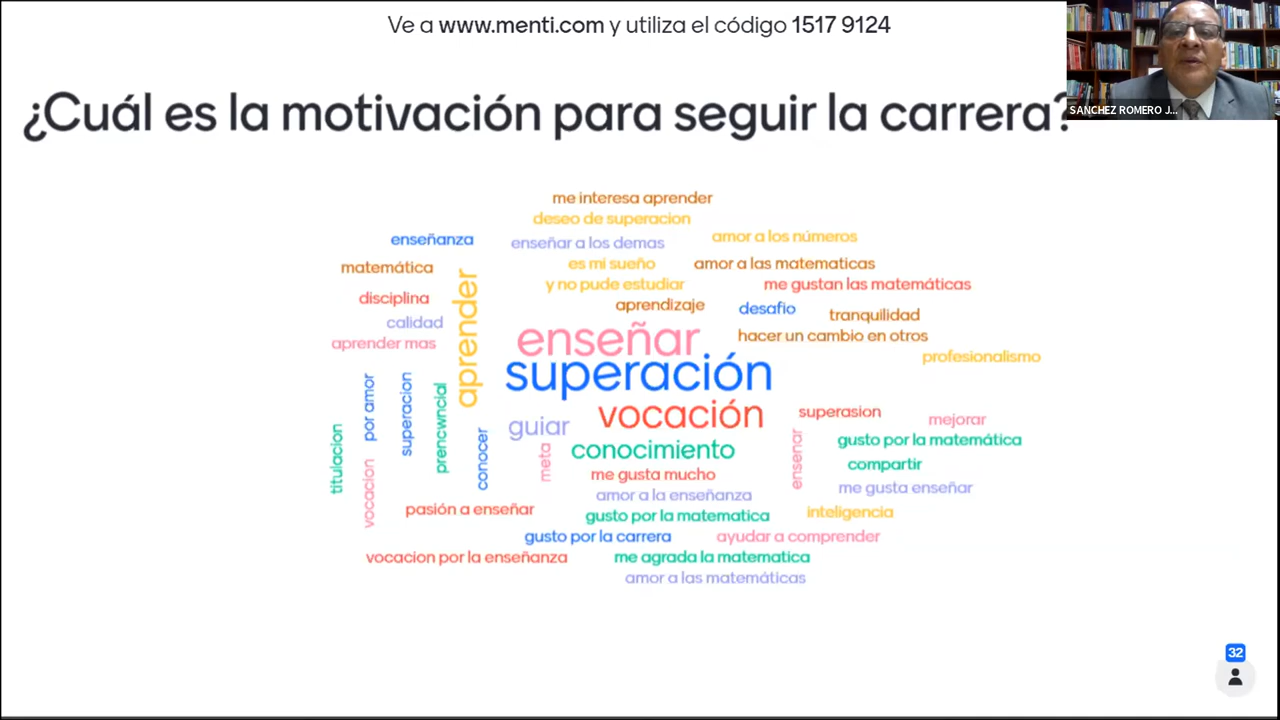 Ve a www.menti.com y utiliza el código 1517 9124
SANCHEZ ROMERO J...
¿Cuál es la motivación para seguir la carrera?
me interesa aprender
deseo de superacion
enseñanza
enseñar a los demas
amor a los números
matemática
es mi sueño
amor a las matematicas
y no pude estudiar
me gustan las matemáticas
disciplina
aprender
aprendizaje
desafio
tranquilidad
calidad
enseñar
hacer un cambio en otros
aprender mas
profesionalismo
superación
por amor
superacion
prencwncial
vocación
superasion
mejorar
titulacion
vocacion
conocer
guiar
meta
conocimiento
ensenar
gusto por la matemática
compartir
me gusta mucho
me gusta enseñar
amor a la enseñanza
pasión a enseñar
gusto por la matematica
inteligencia
gusto por la carrera
ayudar a comprender
vocacion por la enseñanza
me agrada la matematica
amor a las matemáticas
32